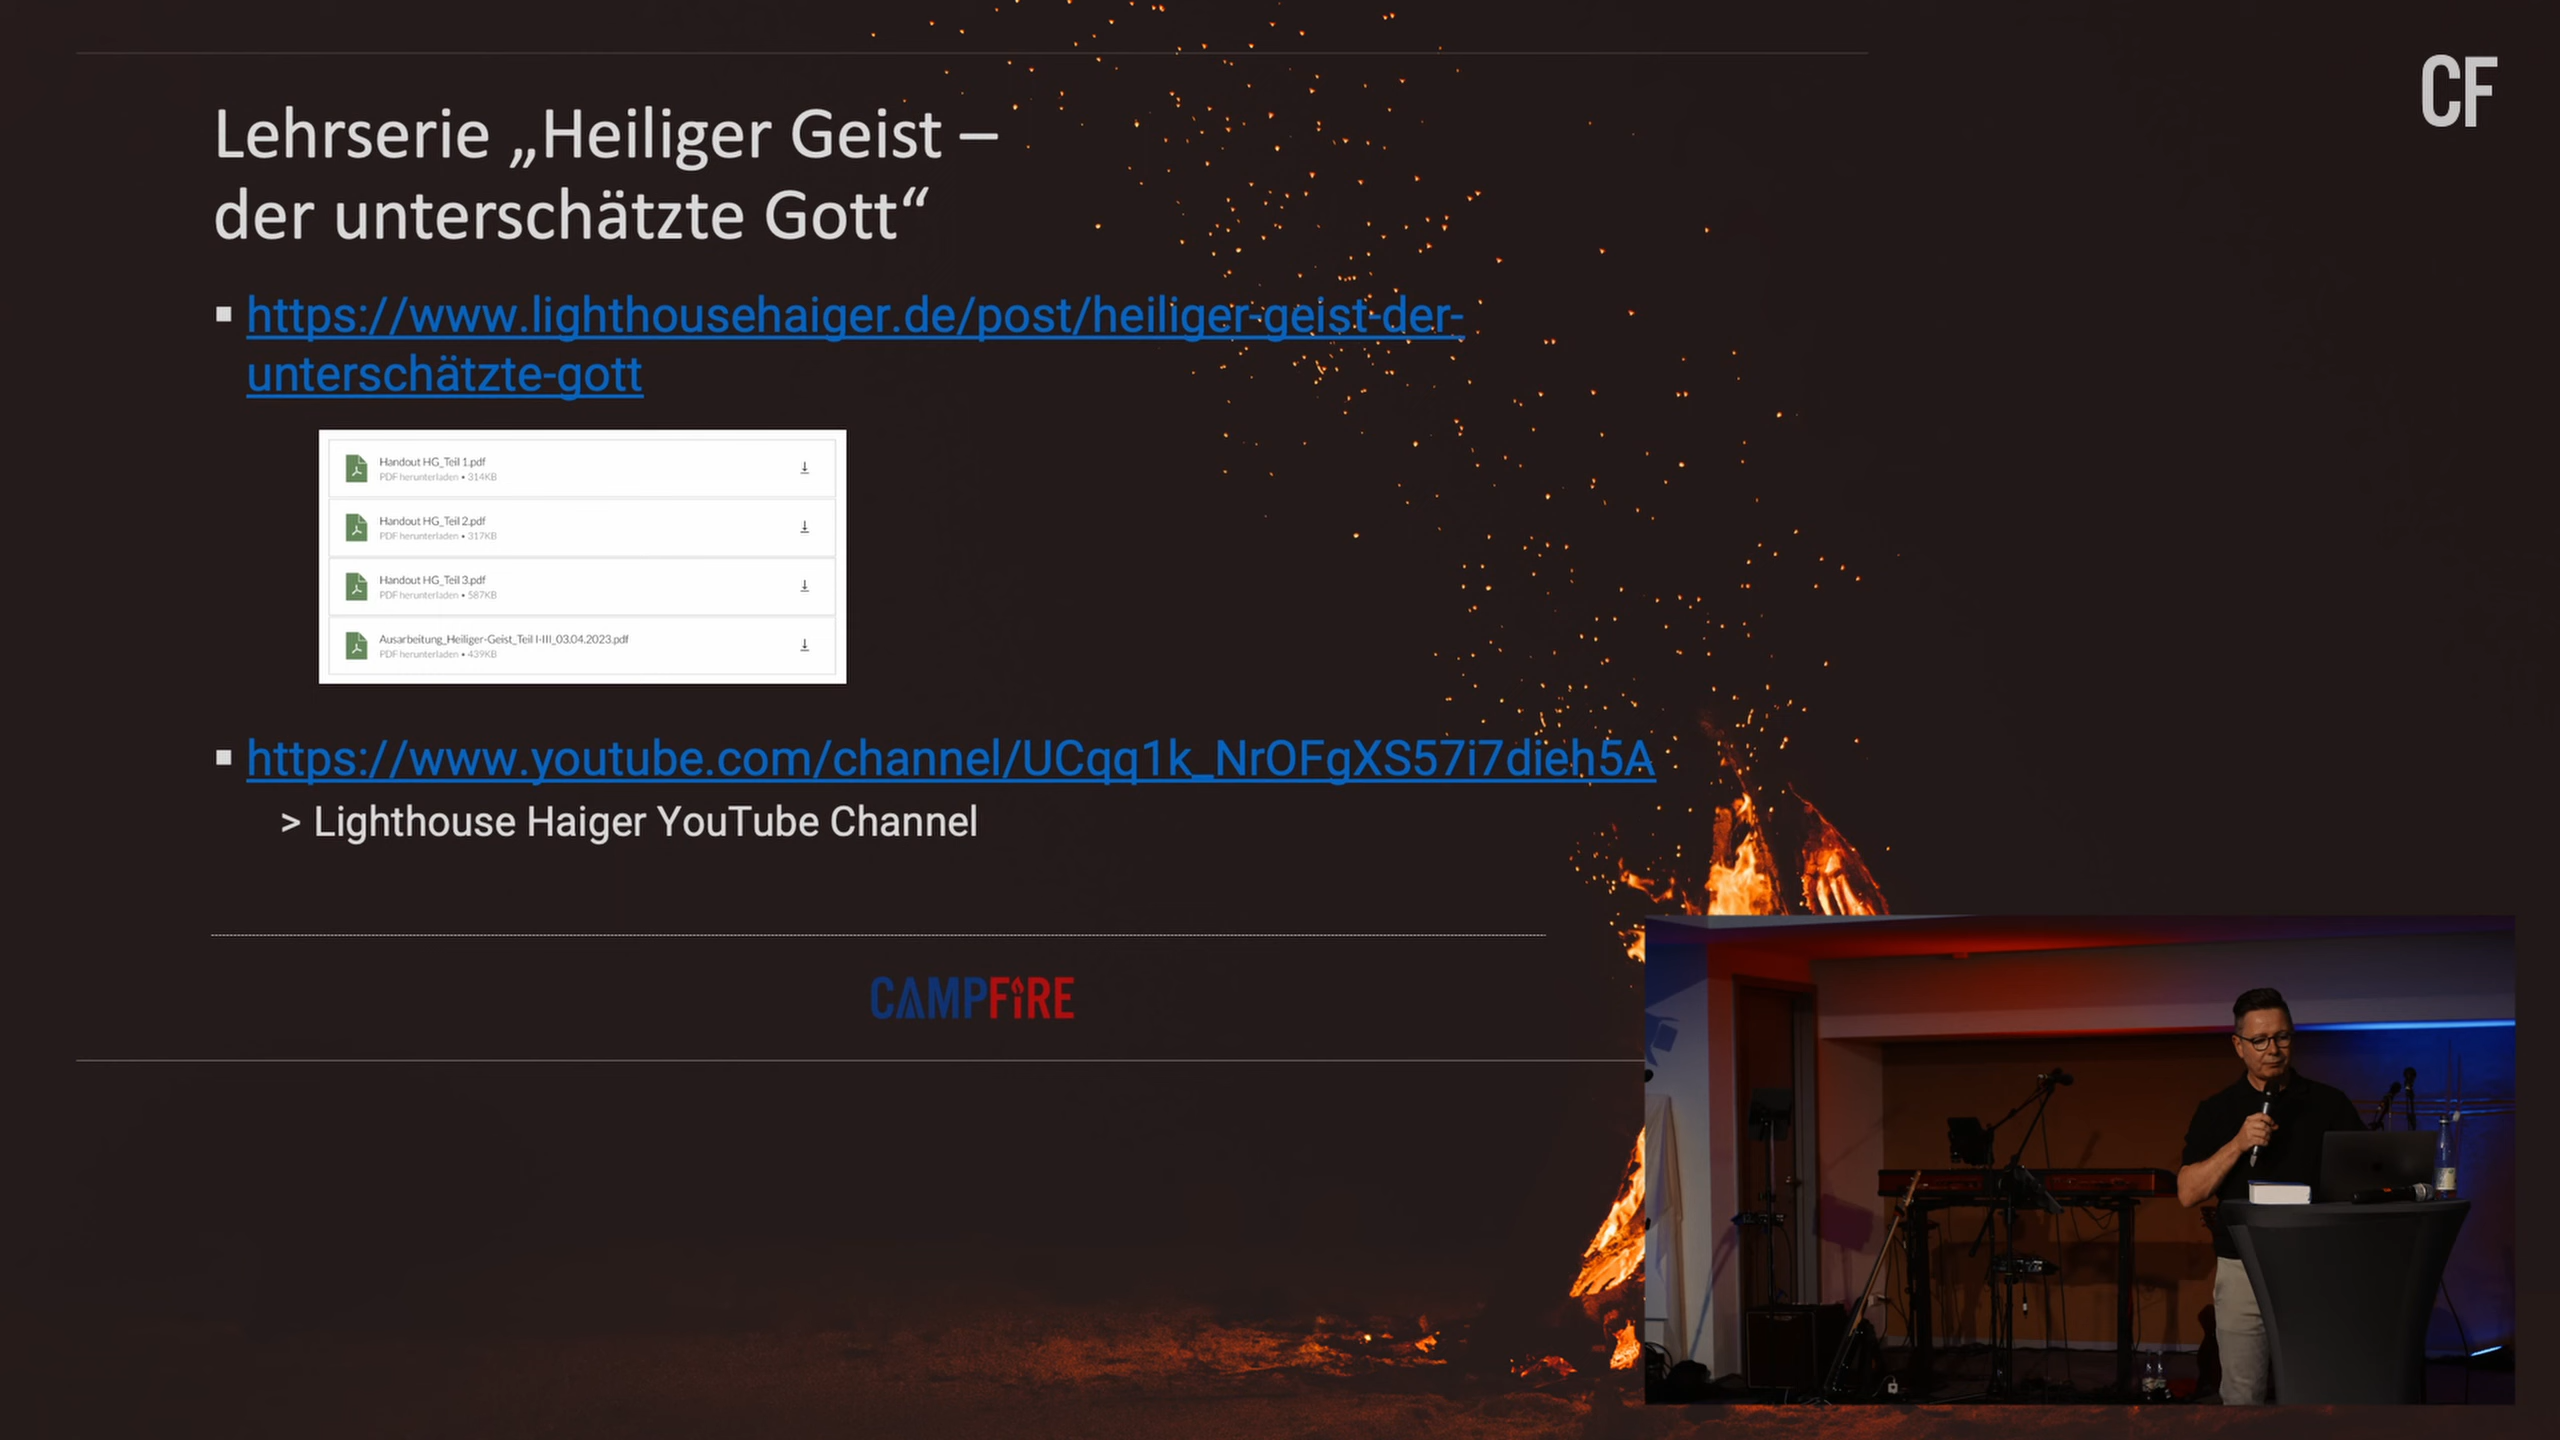 CF
Lehrserie „Heiliger Geist –
der unterschätzte Gott“
▪ https://www.lighthousehaiger.de/post/heiliger-geist-der-
unterschätzte-gott
Handout HG_Teil 1.pdf
PDF herunterladen • 314KB
Handout HG_Teil 2.pdf
PDF herunterladen • 317KB
Handout HG_Teil 3.pdf
PDF herunterladen • 587KB
Ausarbeitung_Heiliger-Geist_Teil I-III_03.04.2023.pdf
PDF herunterladen • 439KB
▪ https://www.youtube.com/channel/UCqq1k_NrOFgXS57i7dieh5A
> Lighthouse Haiger YouTube Channel
CAMPFiRE